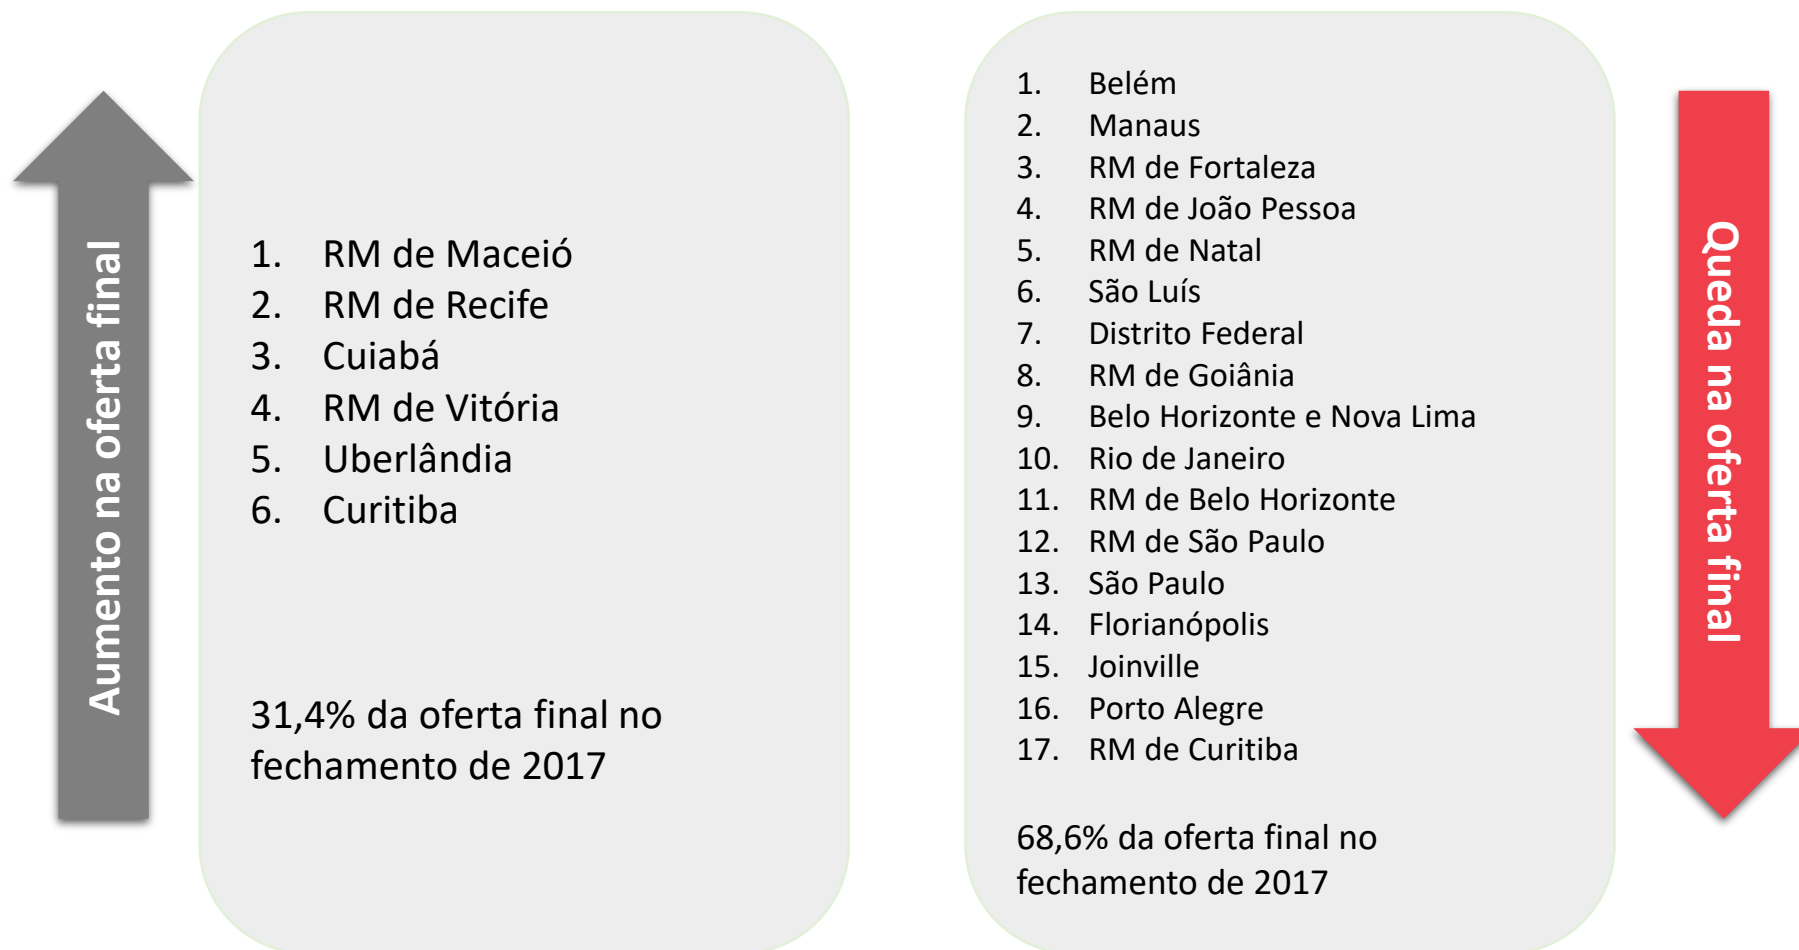 Aumento na oferta final
1. RM de Maceió
2. RM de Recife
3. Cuiabá
4. RM de Vitória
5. Uberlândia
6. Curitiba
31,4% da oferta final no
fechamento de 2017
1. Belém
2. Manaus
3. RM de Fortaleza
4. RM de João Pessoa
5. RM de Natal
6. São Luís
7. Distrito Federal
8. RM de Goiânia
9. Belo Horizonte e Nova Lima
10. Rio de Janeiro
11. RM de Belo Horizonte
12. RM de São Paulo
13. São Paulo
14. Florianópolis
15. Joinville
16. Porto Alegre
17. RM de Curitiba
68,6% da oferta final no
fechamento de 2017
Queda na oferta final